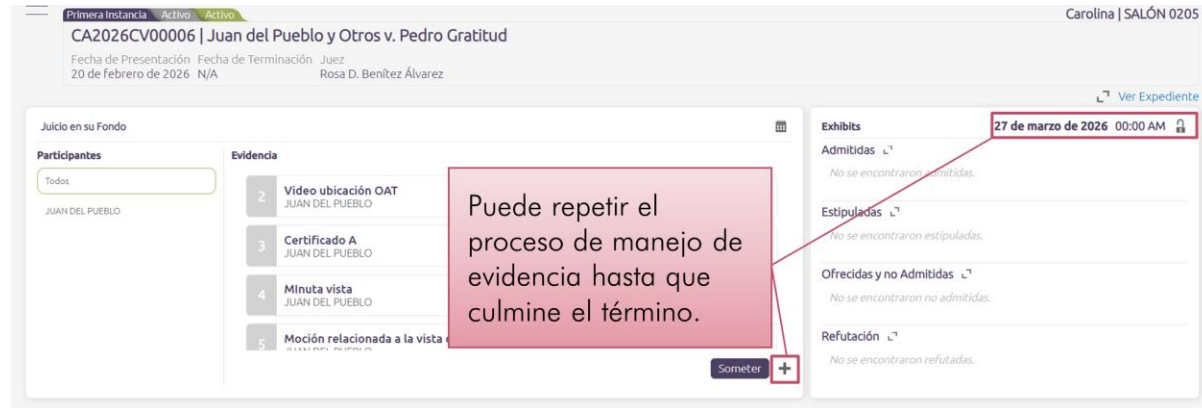 Primera Instancia Activo Activo
Carolina | SALÓN 0205
CA2026CV00006 | Juan del Pueblo y Otros v. Pedro Gratitud
Fecha de Presentación Fecha de Terminación Juez
20 de febrero de 2026 N/A Rosa D. Benítez Álvarez
Ver Expediente
Juicio en su Fondo
Participantes
Todos
JUAN DEL PUEBLO
Evidencia
2 Video ubicación OAT
JUAN DEL PUEBLO
3 Certificado A
JUAN DEL PUEBLO
4 MInuta vista
JUAN DEL PUEBLO
5 Moción relacionada a la vista
JUAN DEL PUEBLO
Puede repetir el
proceso de manejo de
evidencia hasta que
culmine el término.
Someter +
Exhibits 27 de marzo de 2026 00:00 AM
Admitidas
No se encontraron admitidas.
Estipuladas
No se encontraron estipuladas.
Ofrecidas y no Admitidas
No se encontraron no admitidas.
Refutación
No se encontraron refutadas.